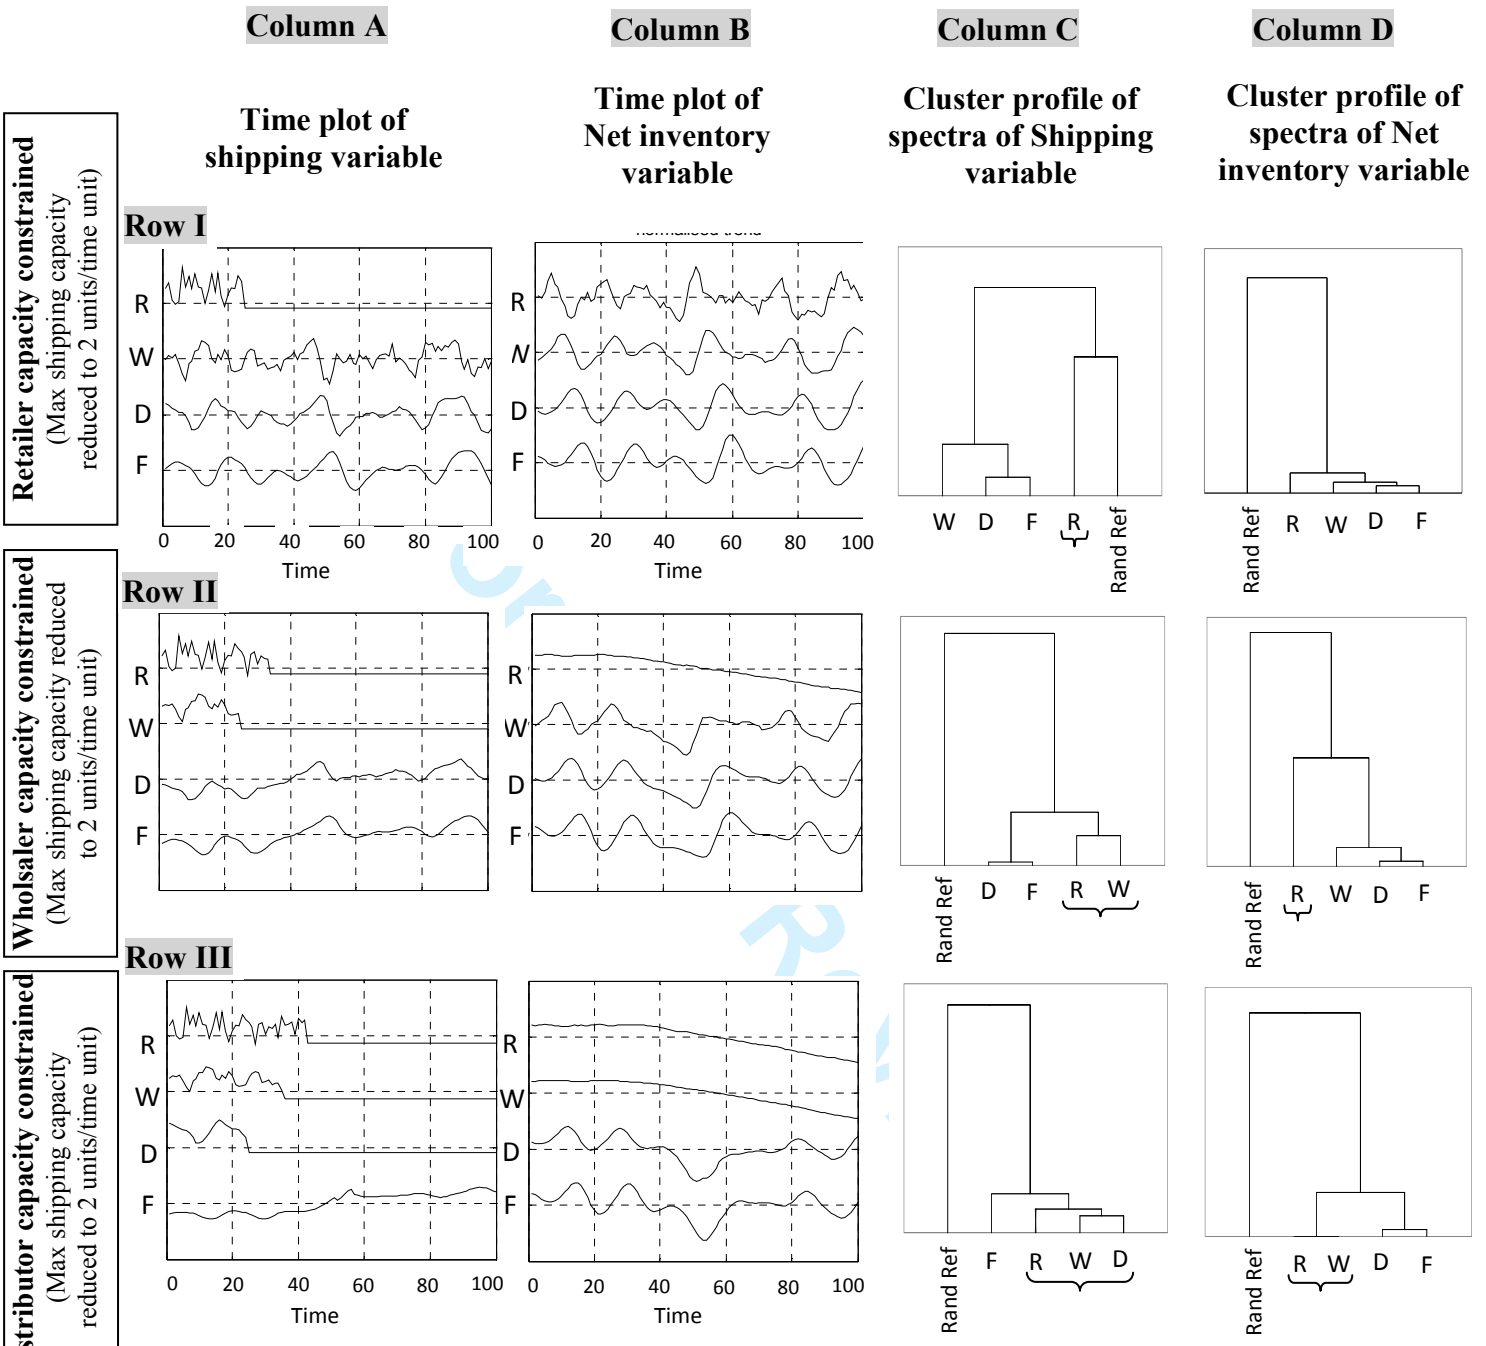 Column A
Column B
Column C
Column D
Time plot of
shipping variable
Time plot of
Net inventory
variable
Cluster profile of
spectra of Shipping
variable
Cluster profile of
spectra of Net
inventory variable
Retailer capacity constrained
(Max shipping capacity
reduced to 2 units/time unit)
Row I
R
W
D
F
0 20 40 60 80 100
Time
normalised trend
R
W
D
F
0 20 40 60 80 100
Time
W D F R Rand Ref
Rand Ref R W D F
Wholsaler capacity constrained
(Max shipping capacity reduced
to 2 units/time unit)
Row II
R
W
D
F
R
W
D
F
Rand Ref D F R W
Rand Ref R W D F
stributor capacity constrained
(Max shipping capacity
reduced to 2 units/time unit)
Row III
R
W
D
F
0 20 40 60 80 100
Time
R
W
D
F
0 20 40 60 80 100
Time
Rand Ref F R W D
Rand Ref R W D F